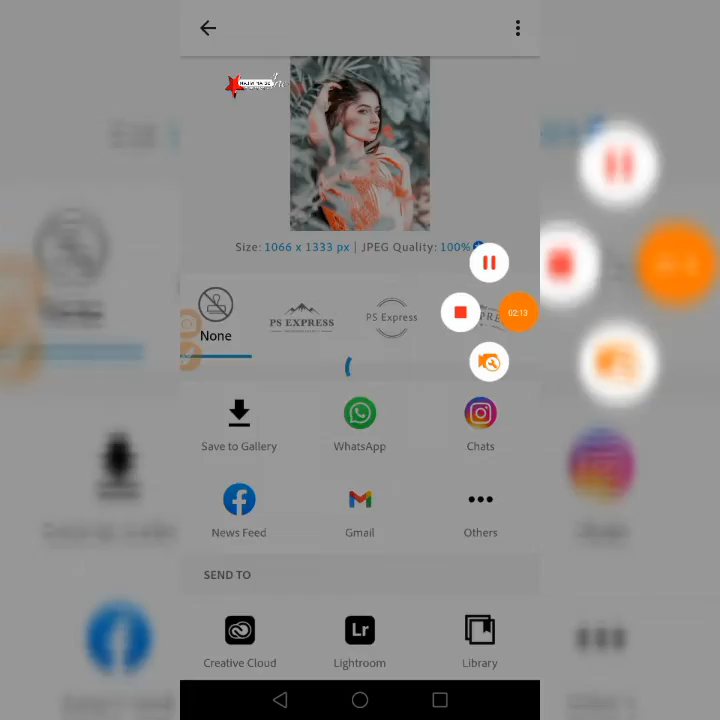 Size: 1066 x 1333 px | JPEG Quality: 100%
None
PS EXPRESS
PS Express
02:13
Save to Gallery
WhatsApp
Chats
News Feed
Gmail
Others
SEND TO
Creative Cloud
Lr
Lightroom
Library